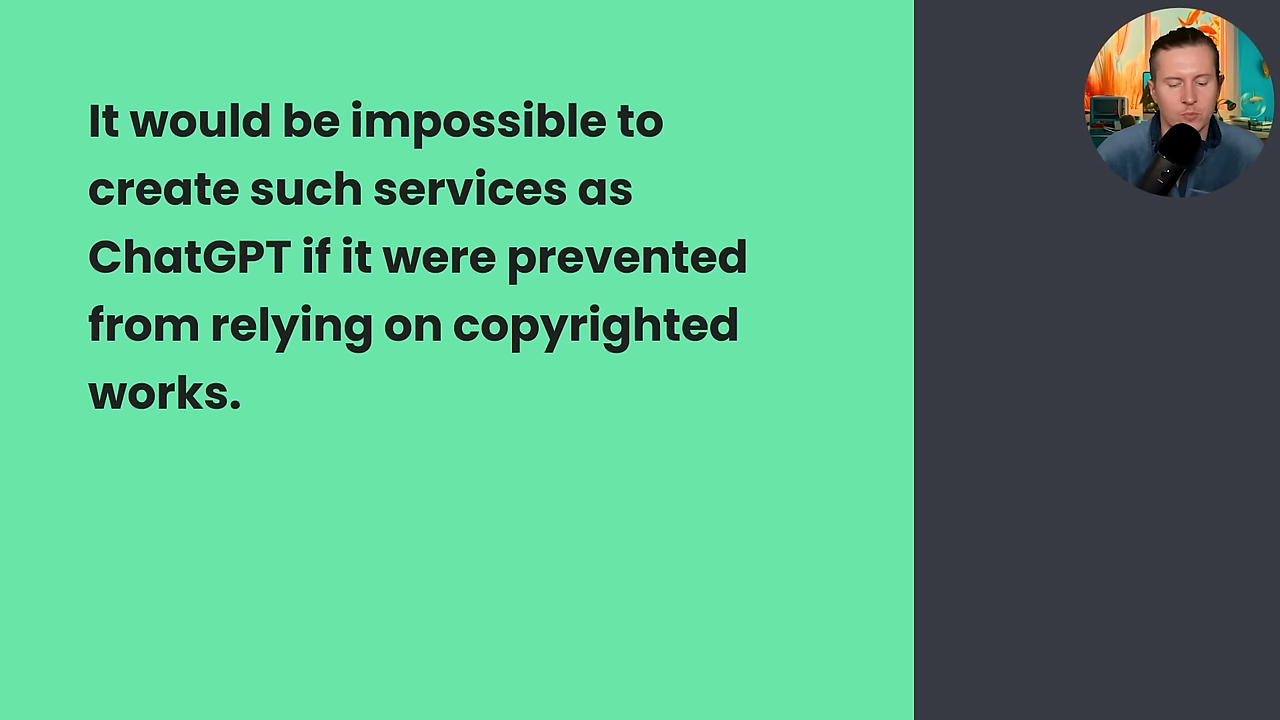 It would be impossible to
create such services as
ChatGPT if it were prevented
from relying on copyrighted
works.